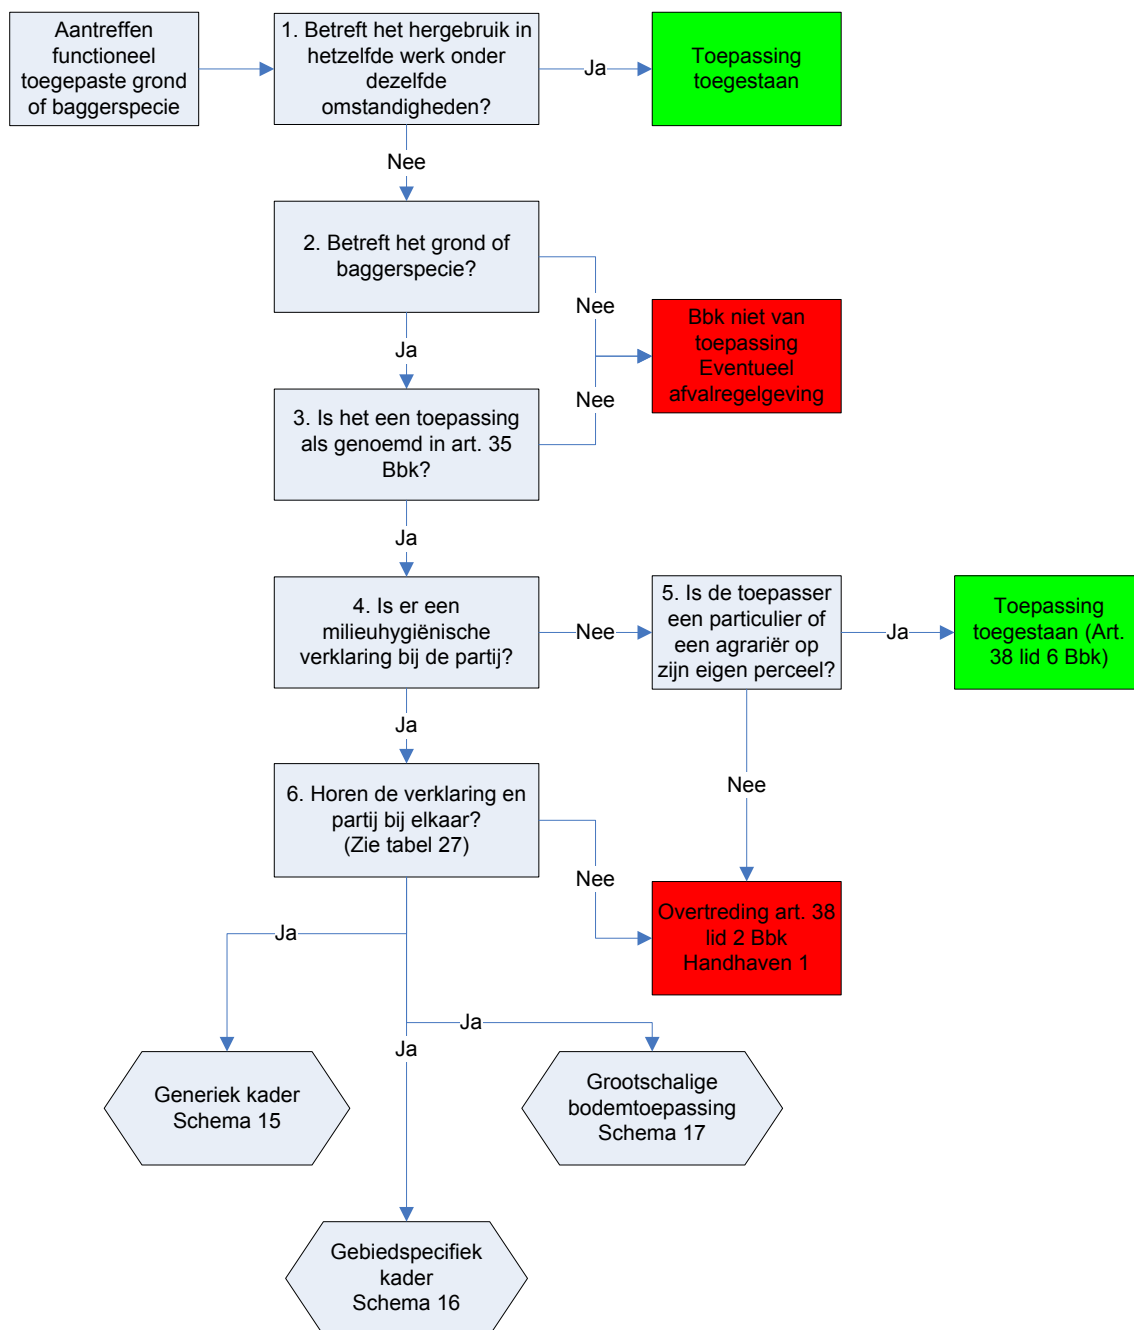 Aantreffen
functioneel
toegepaste grond
of baggerspecie
1. Betreft het hergebruik in
hetzelfde werk onder
dezelfde
omstandigheden?
Ja
Toepassing
toegestaan
Nee
2. Betreft het grond of
baggerspecie?
Nee
Ja
Bbk niet van
toepassing
Eventueel
afvalregelgeving
Nee
3. Is het een toepassing
als genoemd in art. 35
Bbk?
Ja
4. Is er een
milieuhygiënische
verklaring bij de partij?
Nee
5. Is de toepasser
een particulier of
een agrariër op
zijn eigen perceel?
Ja
Toepassing
toegestaan (Art.
38 lid 6 Bbk)
Ja
Nee
6. Horen de verklaring en
partij bij elkaar?
(Zie tabel 27)
Nee
Overtreding art. 38
lid 2 Bbk
Handhaven 1
Ja
Ja
Ja
Generiek kader
Schema 15
Grootschalige
bodemtoepassing
Schema 17
Gebiedspecifiek
kader
Schema 16